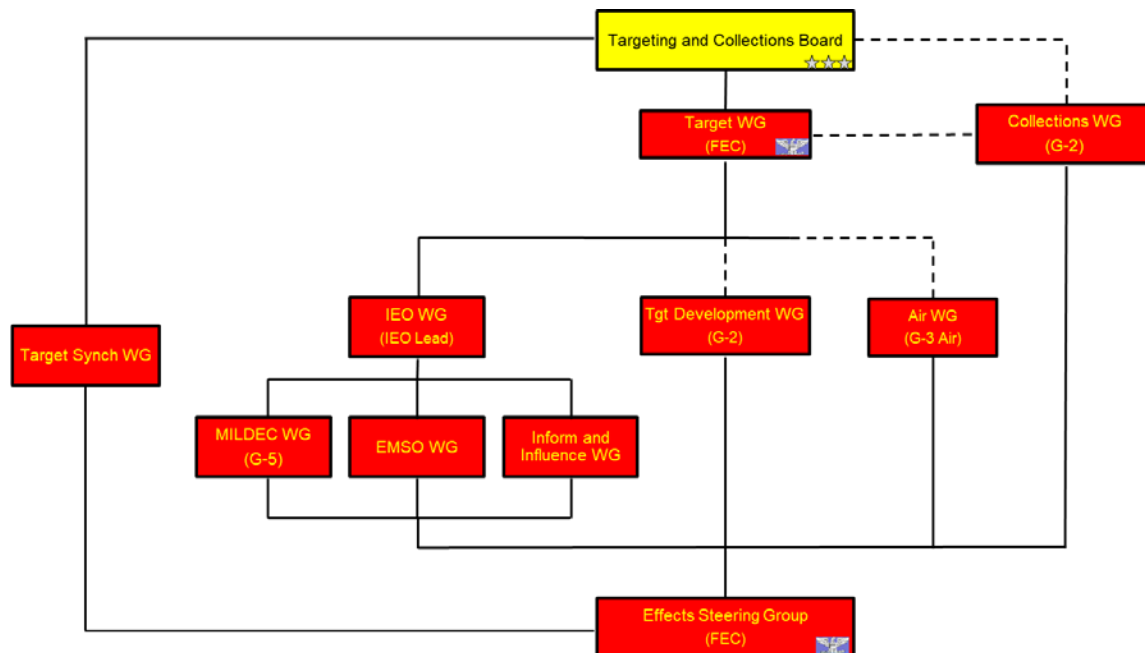 Targeting and Collections Board
Target WG
(FEC)
Collections WG
(G-2)
IEO WG
(IEO Lead)
Tgt Development WG
(G-2)
Air WG
(G-3 Air)
Target Synch WG
MILDEC WG
(G-5)
EMSO WG
Inform and
Influence WG
Effects Steering Group
(FEC)